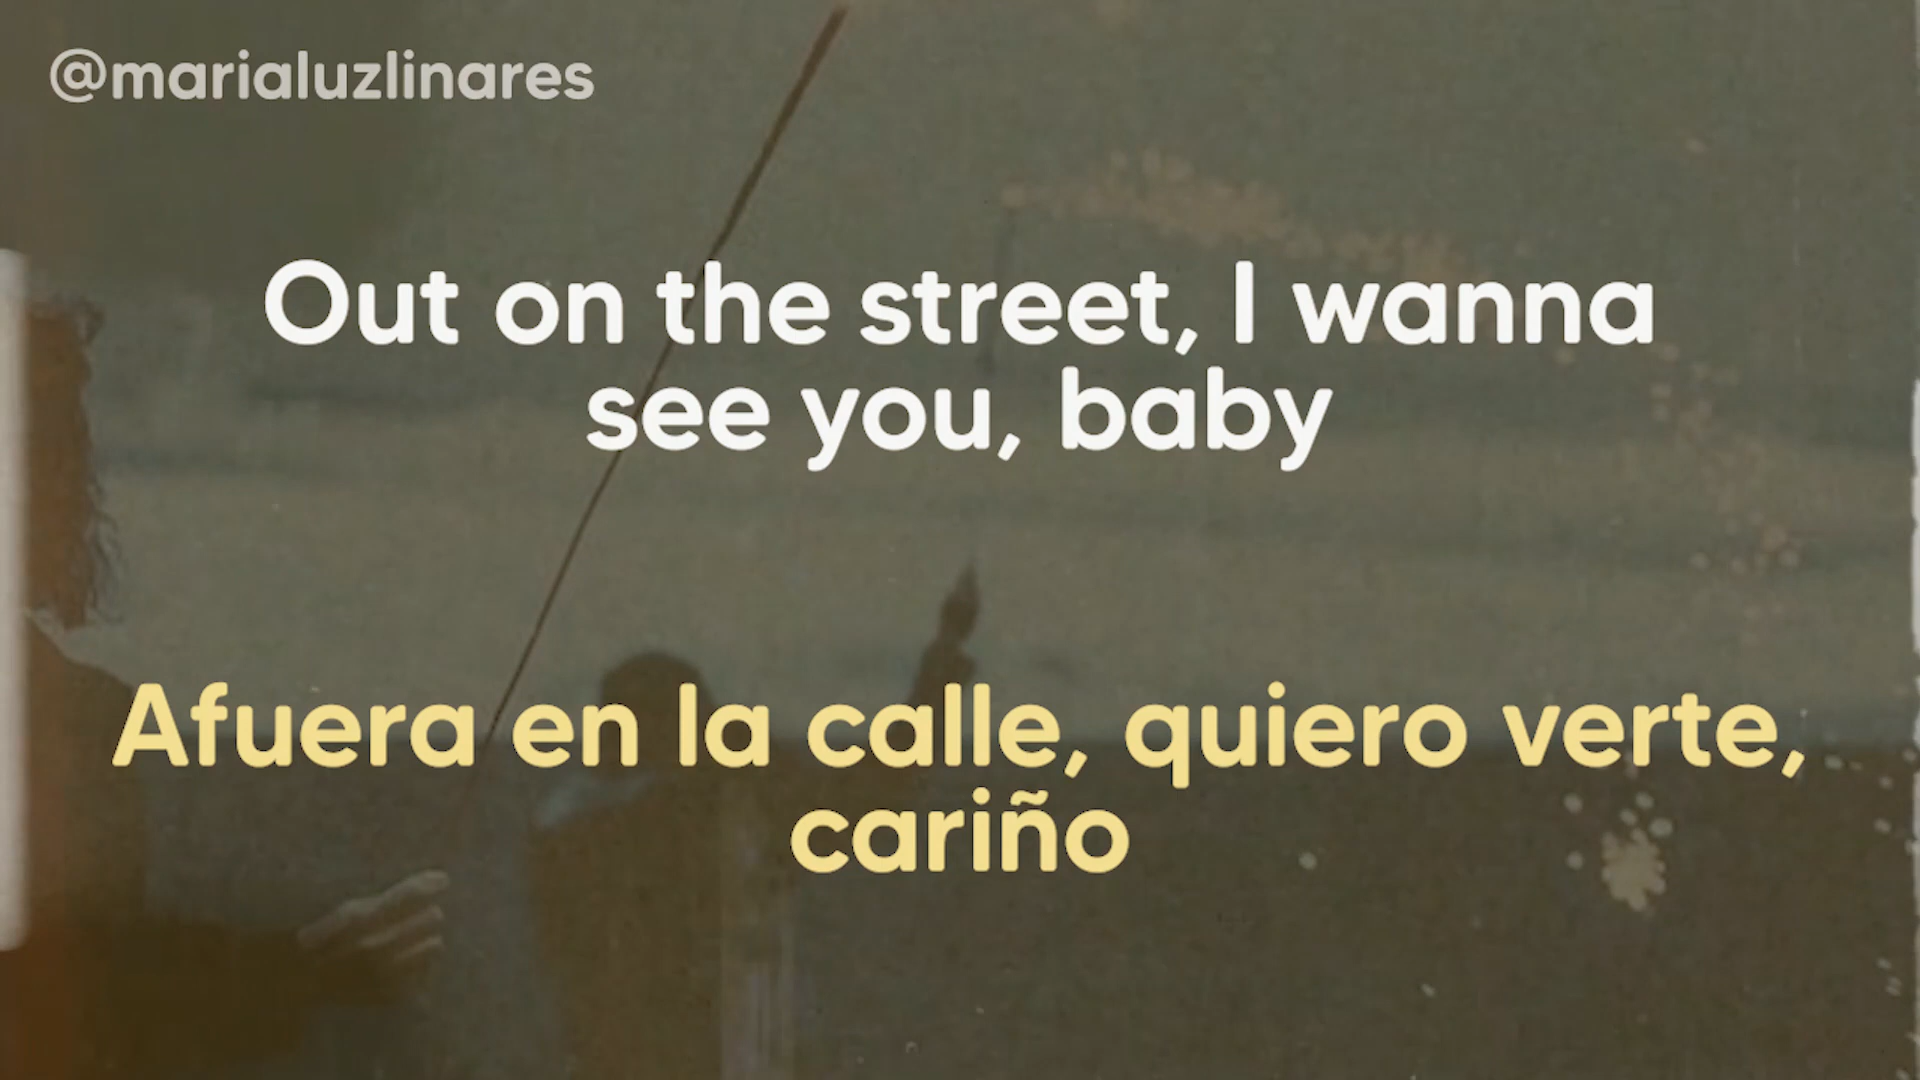 @marialuzlinares
Out on the street, I wanna
see you, baby
Afuera en la calle, quiero verte,
cariño